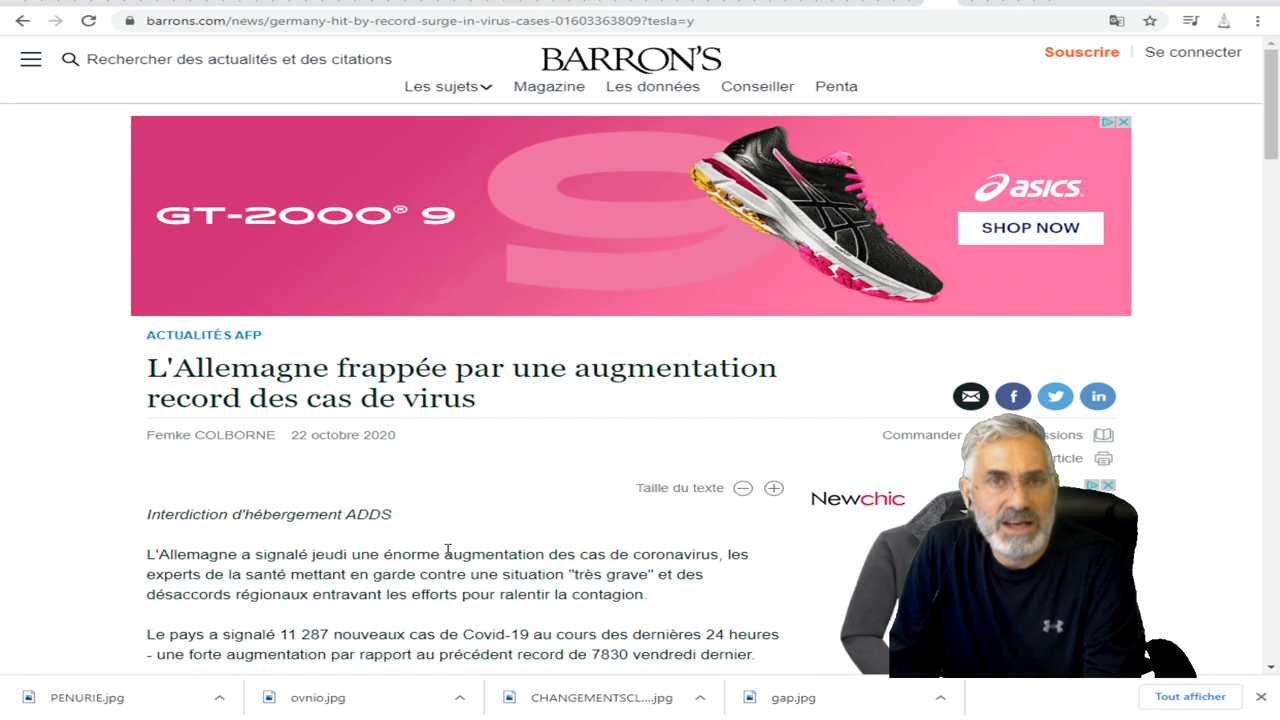 barrons.com/news/germany-hit-by-record-surge-in-virus-cases-01603363809?tesla=y
Rechercher des actualités et des citations
BARRON'S
Souscrire | Se connecter
Les sujets Magazine Les données Conseiller Penta
GT-2000® 9
9
asics
SHOP NOW
ACTUALITÉS AFP
L'Allemagne frappée par une augmentation
record des cas de virus
Femke COLBORNE 22 octobre 2020
Commander
Taille du texte
Newchic
Interdiction d'hébergement ADDS
L'Allemagne a signalé jeudi une énorme augmentation des cas de coronavirus, les
experts de la santé mettant en garde contre une situation "très grave" et des
désaccords régionaux entravant les efforts pour ralentir la contagion.
Le pays a signalé 11 287 nouveaux cas de Covid-19 au cours des dernières 24 heures
- une forte augmentation par rapport au précédent record de 7830 vendredi dernier.
PENURIE.jpg ovnio.jpg CHANGEMENTSCL....jpg gap.jpg Tout afficher